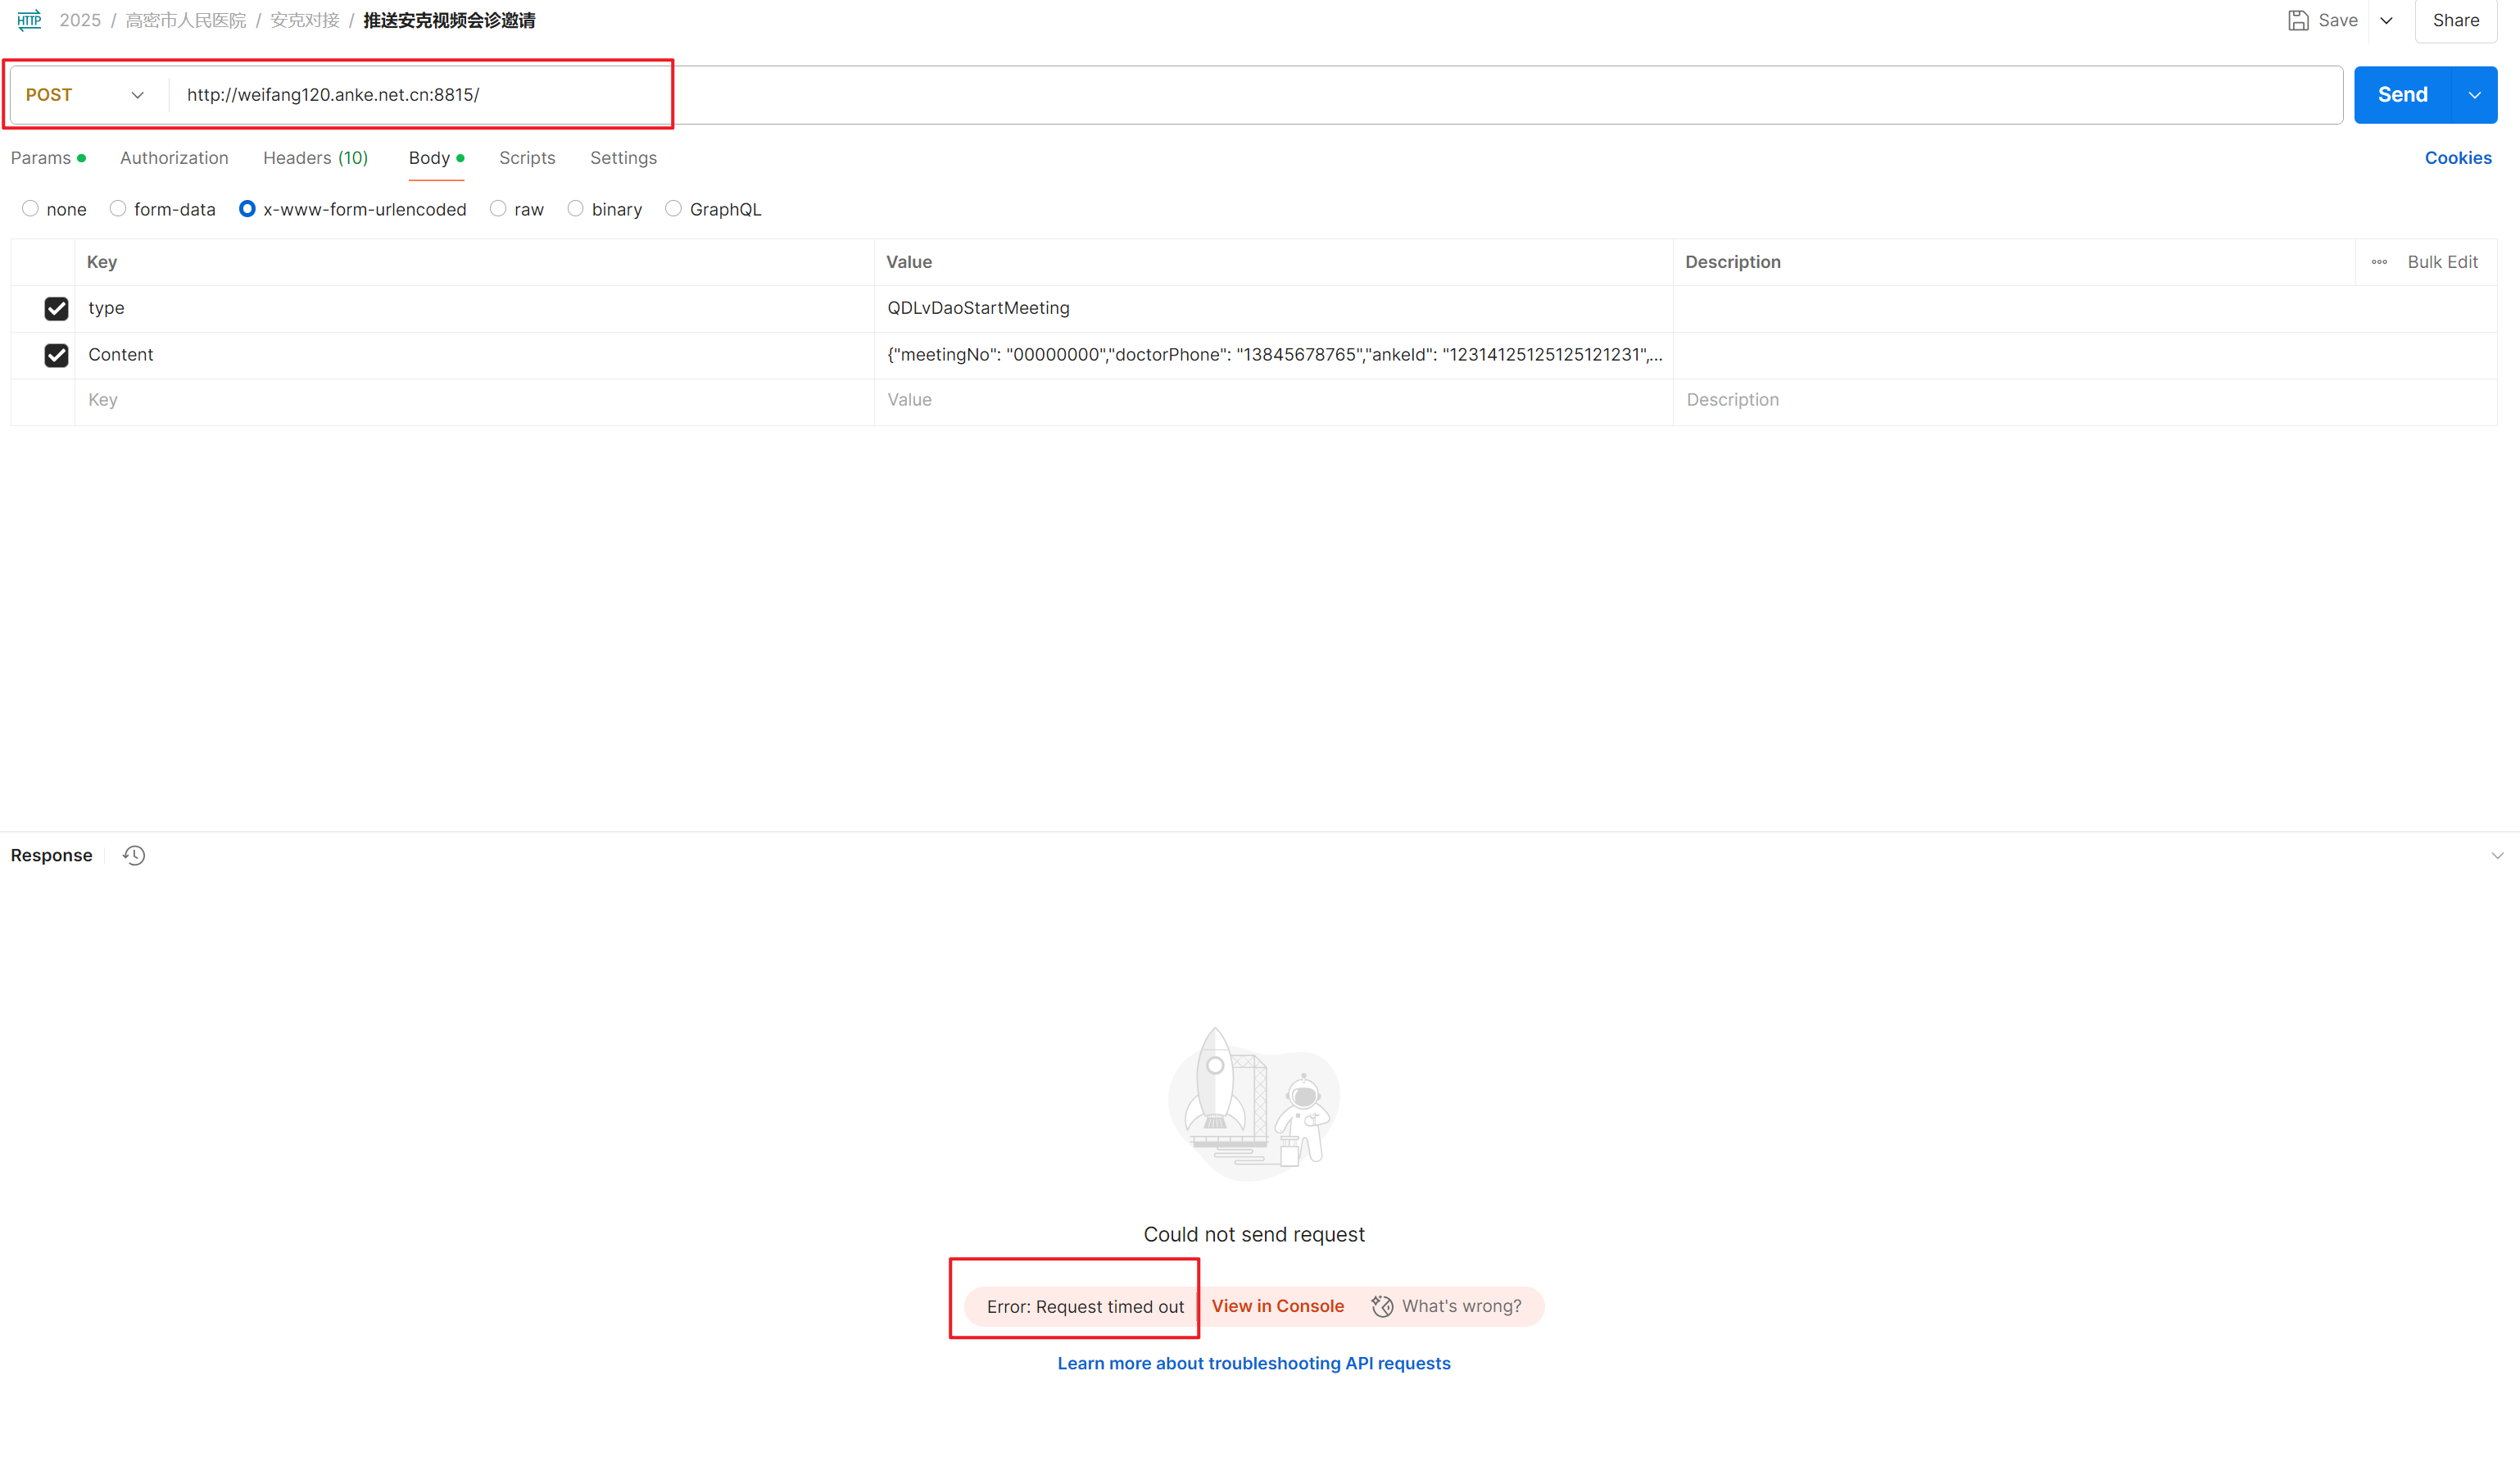 HTTP 2025 / 高密市人民医院 / 安克对接 / 推送安克视频会诊邀请 Save Share
POST http://weifang120.anke.net.cn:8815/ Send
Params Authorization Headers (10) Body Scripts Settings Cookies
none form-data x-www-form-urlencoded raw binary GraphQL
Key Value Description Bulk Edit
type QDLvDaoStartMeeting
Content {"meetingNo": "00000000","doctorPhone": "13845678765","ankeId": "12314125125125121231",...
Key Value Description
Response
Could not send request
Error: Request timed out View in Console What's wrong?
Learn more about troubleshooting API requests